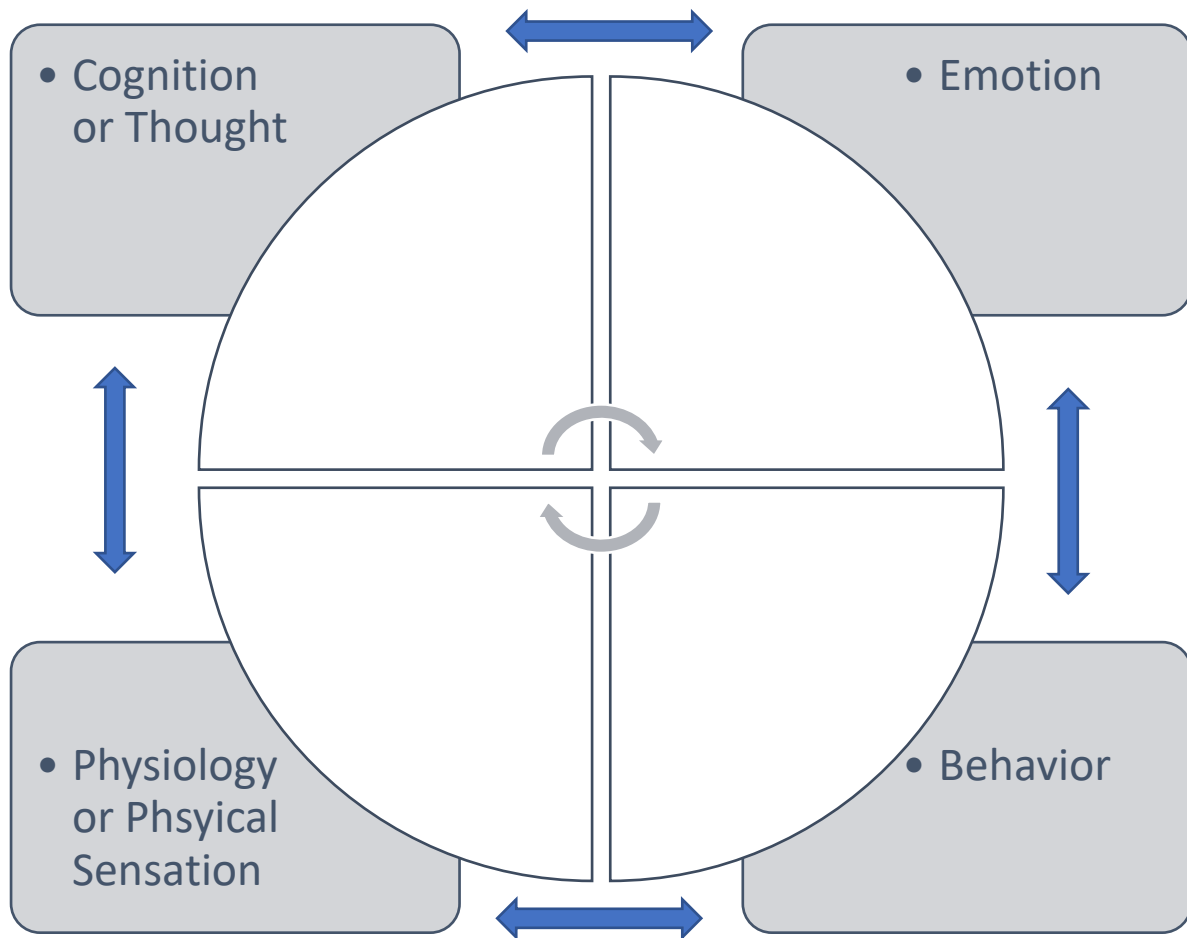 • Cognition
or Thought
• Emotion
• Physiology
or Phsyical
Sensation
• Behavior